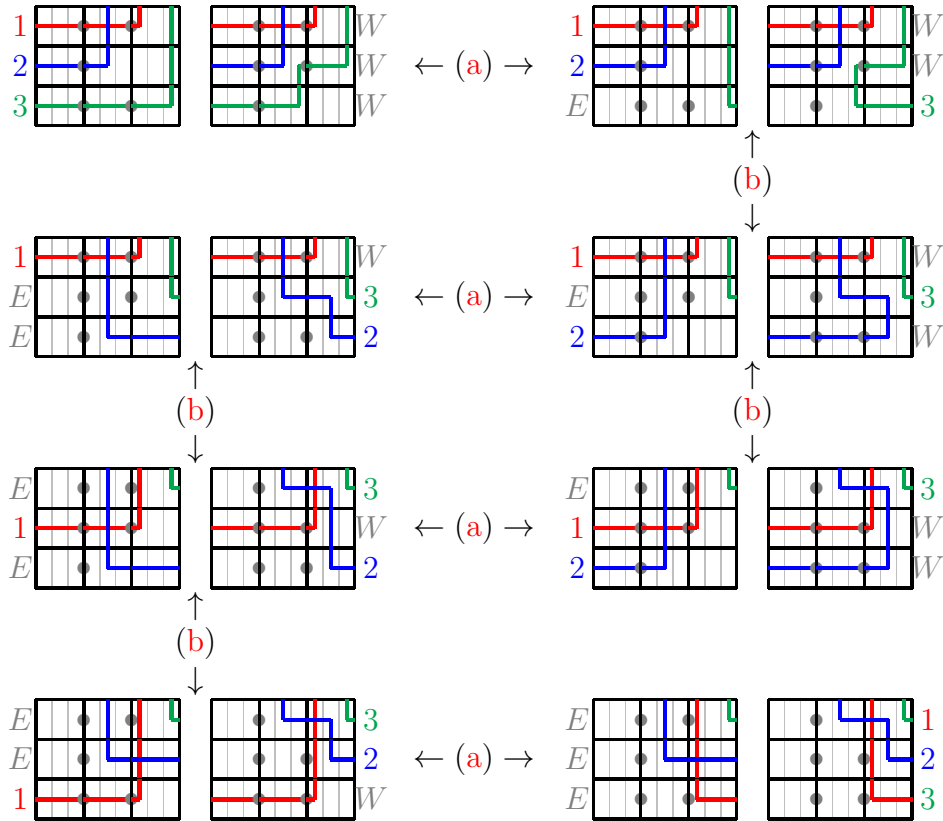 1 W 1 W
2 W ← (a) → 2 W
3 W E 3
↑
(b)
↓
1 W 1 W
E 3 ← (a) → E 3
E 2 2 W
↑ ↑
(b) (b)
↓ ↓
E 3 E 3
1 W ← (a) → 1 W
E 2 2 W
↑
(b)
↓
E 3 E 1
E 2 ← (a) → E 2
1 W E 3